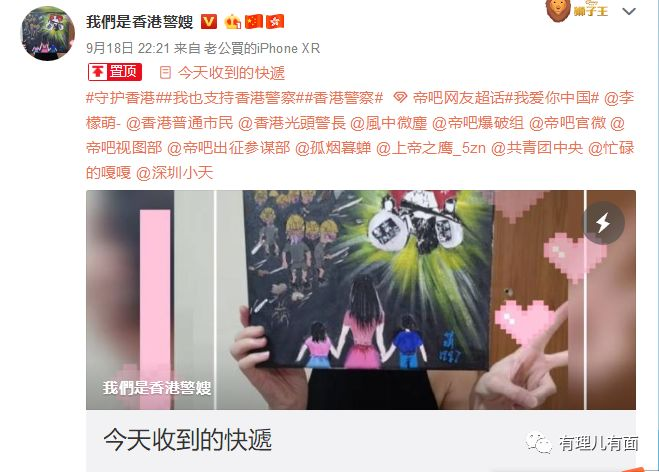 我們是香港警嫂
獅子王
9月18日 22:21 来自 老公買的iPhone XR
置顶 今天收到的快遞
#守护香港##我也支持香港警察##香港警察# 帝吧网友超话#我爱你中国# @李
檬萌- @香港普通市民 @香港光頭警長 @風中微塵 @帝吧爆破组 @帝吧官微 @
帝吧视图部 @帝吧出征参谋部 @孤烟暮蝉 @上帝之鹰_5zn @共青团中央 @忙碌
的嘎嘎 @深圳小天
我們是香港警嫂
今天收到的快遞
有理儿有面